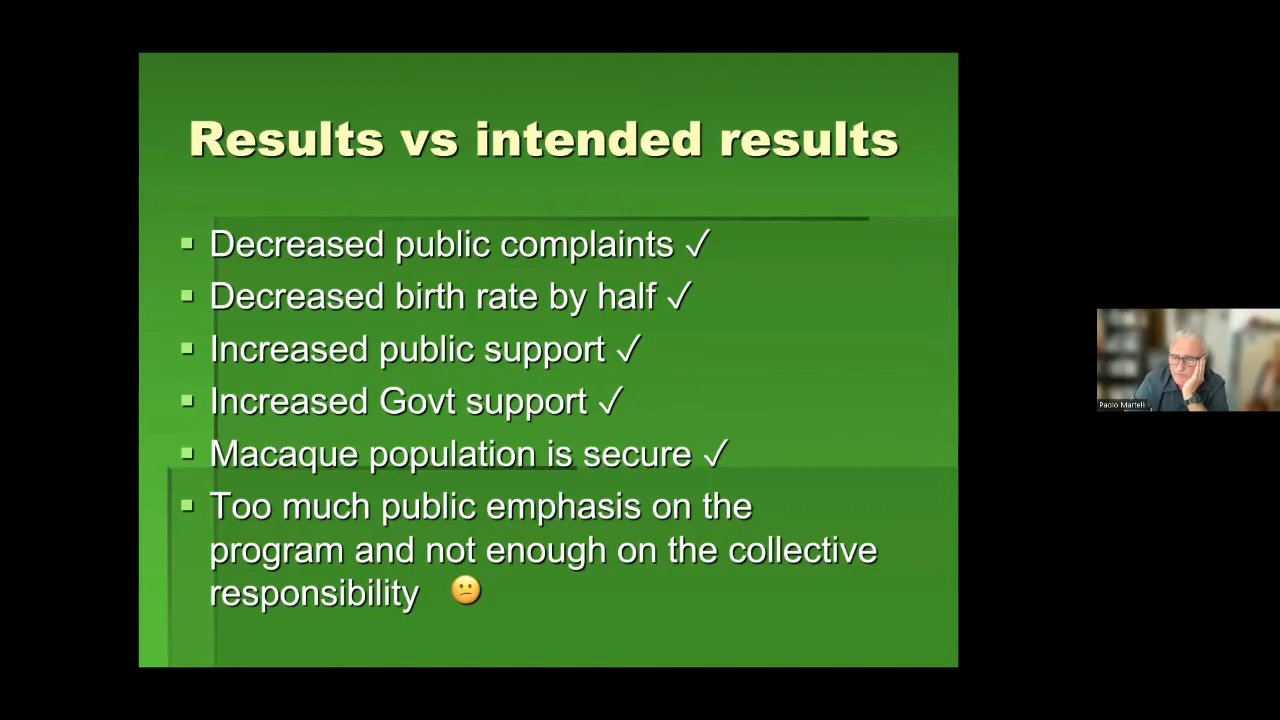 Results vs intended results
Decreased public complaints ✓
Decreased birth rate by half ✓
Increased public support ✓
Increased Govt support ✓
Macaque population is secure ✓
Too much public emphasis on the
program and not enough on the collective
responsibility 😕
Paolo Martelli